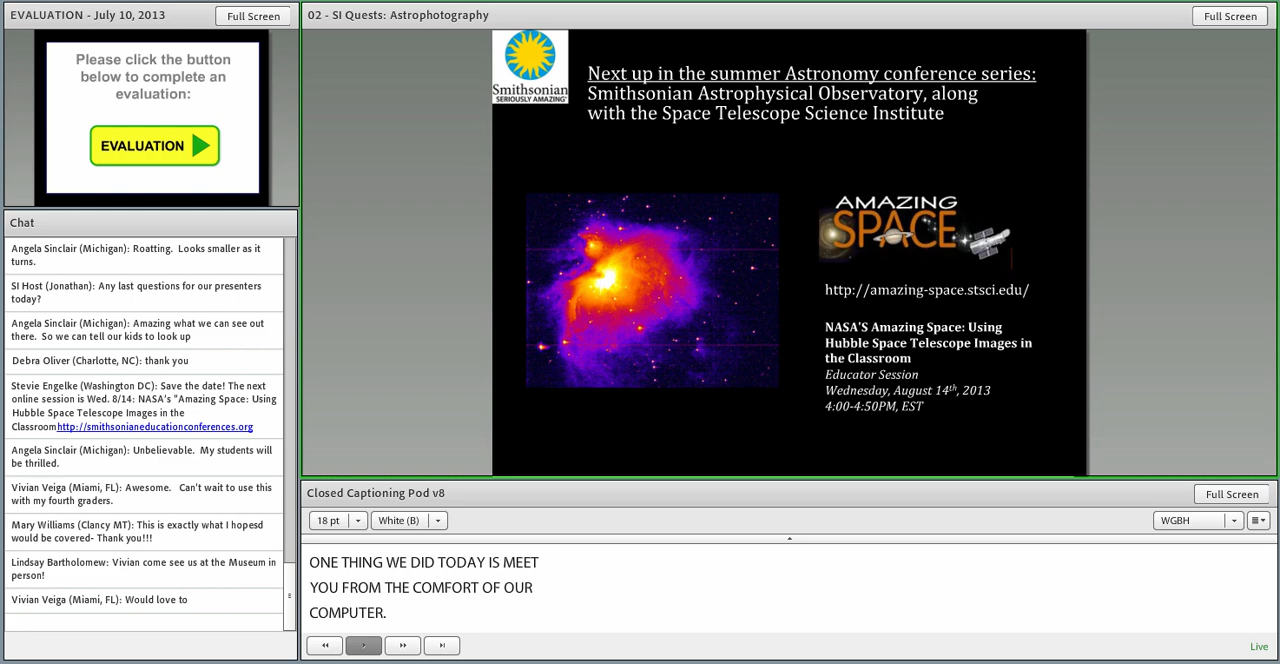 EVALUATION - July 10, 2013
Full Screen
Please click the button
below to complete an
evaluation:
EVALUATION
Chat
Angela Sinclair (Michigan): Roatting. Looks smaller as it
turns.
SI Host (Jonathan): Any last questions for our presenters
today?
Angela Sinclair (Michigan): Amazing what we can see out
there. So we can tell our kids to look up
Debra Oliver (Charlotte, NC): thank you
Stevie Engelke (Washington DC): Save the date! The next
online session is Wed. 8/14: NASA's "Amazing Space: Using
Hubble Space Telescope Images in the
Classroomhttp://smithsonianeducationconferences.org
Angela Sinclair (Michigan): Unbelievable. My students will
be thrilled.
Vivian Veiga (Miami, FL): Awesome. Can't wait to use this
with my fourth graders.
Mary Williams (Clancy MT): This is exactly what I hopesd
would be covered- Thank you!!!
Lindsay Bartholomew: Vivian come see us at the Museum in
person!
Vivian Veiga (Miami, FL): Would love to
02 - SI Quests: Astrophotography
Full Screen
Smithsonian
SERIOUSLY AMAZING
Next up in the summer Astronomy conference series:
Smithsonian Astrophysical Observatory, along
with the Space Telescope Science Institute
AMAZING
SPACE
http://amazing-space.stsci.edu/
NASA'S Amazing Space: Using
Hubble Space Telescope Images in
the Classroom
Educator Session
Wednesday, August 14th, 2013
4:00-4:50PM, EST
Closed Captioning Pod v8
Full Screen
18 pt
White (B)
WGBH
ONE THING WE DID TODAY IS MEET
YOU FROM THE COMFORT OF OUR
COMPUTER.
Live